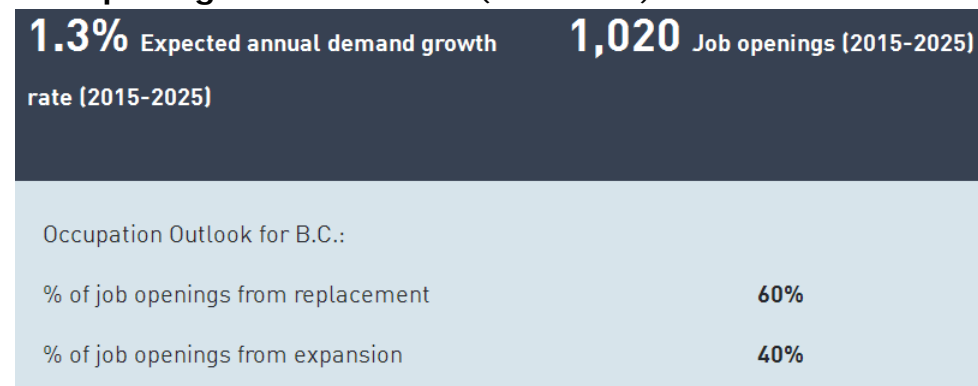 1.3% Expected annual demand growth 1,020 Job openings (2015-2025)
rate (2015-2025)
Occupation Outlook for B.C.:
% of job openings from replacement 60%
% of job openings from expansion 40%